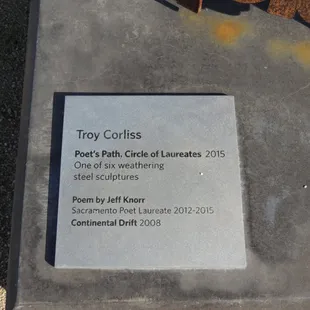 Troy Corliss
Poet's Path, Circle of Laureates 2015
One of six weathering
steel sculptures
Poem by Jeff Knorr
Sacramento Poet Laureate 2012-2015
Continental Drift 2008